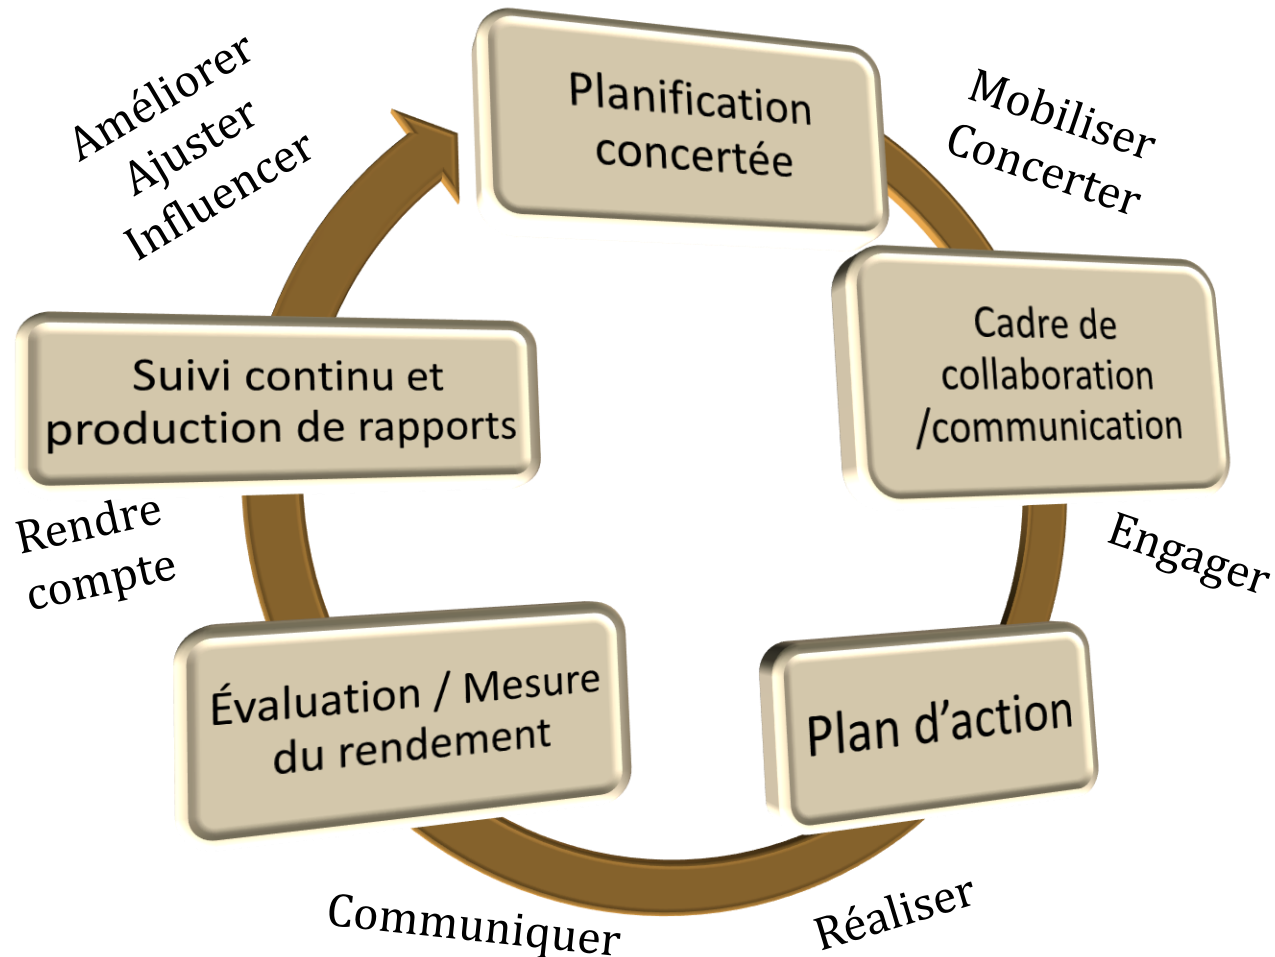 Planification
concertée
Mobiliser
Concerter
Cadre de
collaboration
/communication
Engager
Plan d’action
Réaliser
Communiquer
Évaluation / Mesure
du rendement
Rendre
compte
Suivi continu et
production de rapports
Améliorer
Ajuster
Influencer